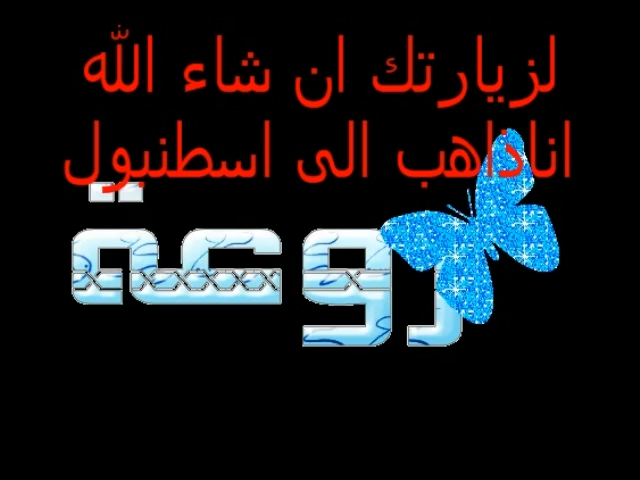 لزيارتك ان شاء الله
اناذاهب الى اسطنبول
روعة